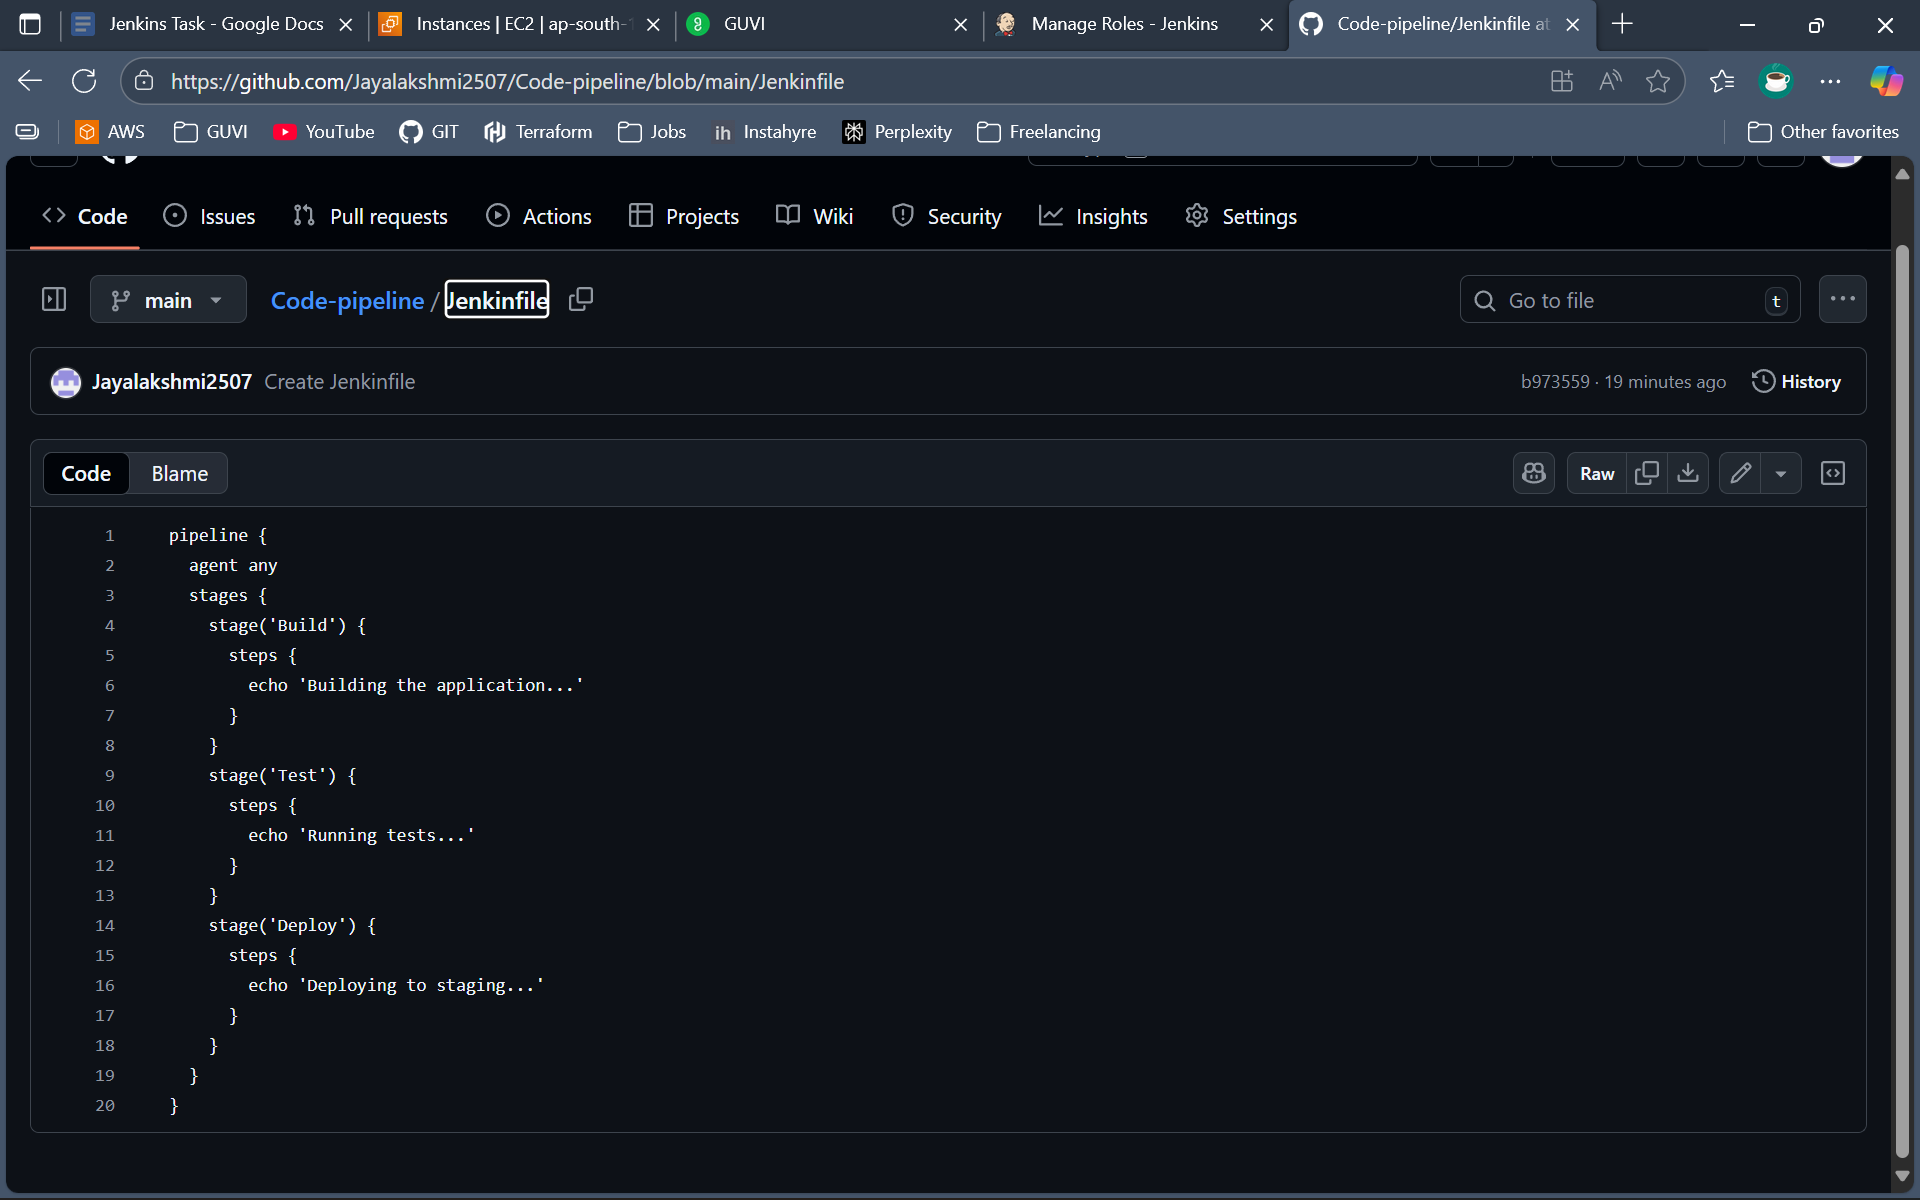 Jenkins Task - Google Docs
Instances | EC2 | ap-south-1
GUVI
Manage Roles - Jenkins
Code-pipeline/Jenkinfile at
https://github.com/Jayalakshmi2507/Code-pipeline/blob/main/Jenkinfile
AWS
GUVI
YouTube
GIT
Terraform
Jobs
Instahyre
Perplexity
Freelancing
Other favorites
Code
Issues
Pull requests
Actions
Projects
Wiki
Security
Insights
Settings
main
Code-pipeline / Jenkinfile
Go to file
t
Jayalakshmi2507 Create Jenkinfile
b973559 · 19 minutes ago
History
Code
Blame
Raw
1 pipeline {
2 agent any
3 stages {
4 stage('Build') {
5 steps {
6 echo 'Building the application...'
7 }
8 }
9 stage('Test') {
10 steps {
11 echo 'Running tests...'
12 }
13 }
14 stage('Deploy') {
15 steps {
16 echo 'Deploying to staging...'
17 }
18 }
19 }
20 }